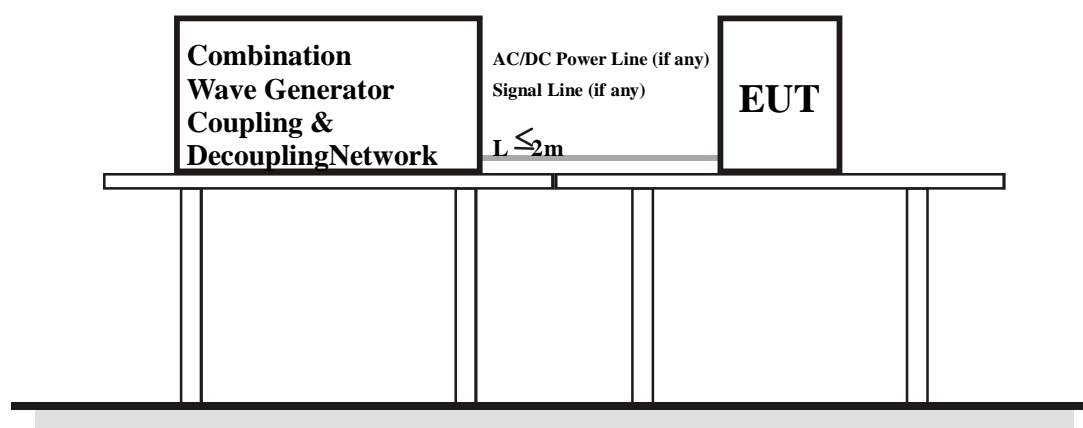 Combination
Wave Generator
Coupling &
DecouplingNetwork
AC/DC Power Line (if any)
Signal Line (if any)
L ≤2m
EUT